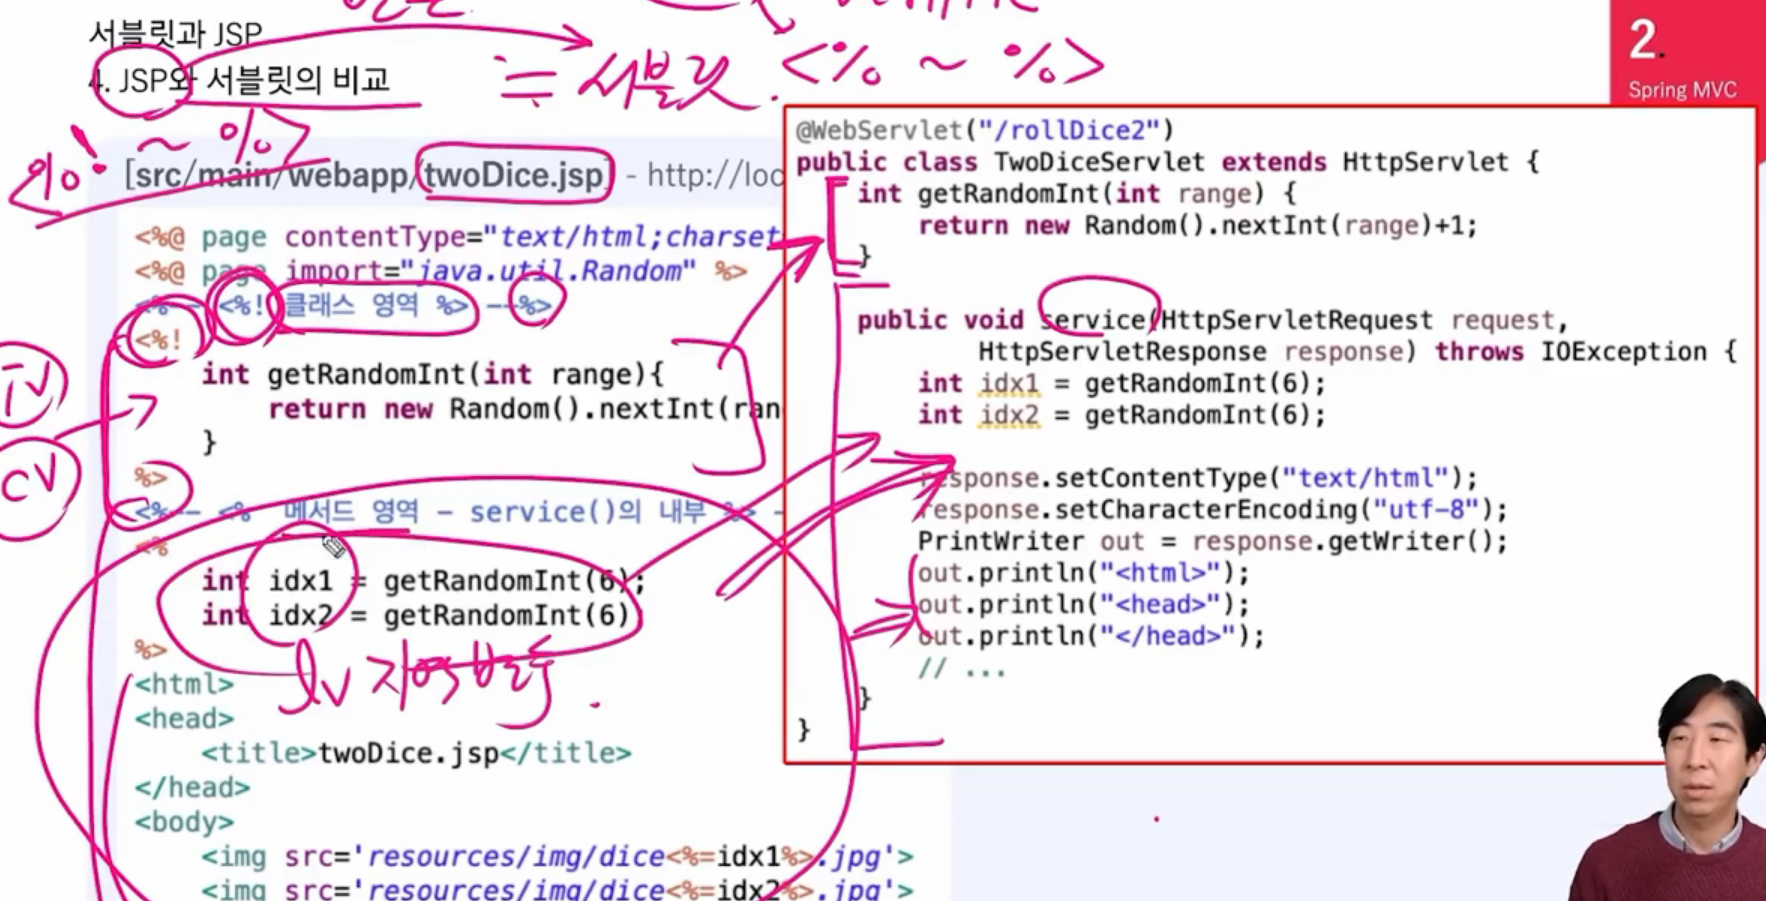 서블릿과 JSP
4. JSP와 서블릿의 비교
≒ 서블릿. <% ~ %>
<%! ~ %>
2.
Spring MVC
[src/main/webapp/twoDice.jsp] - http://loc
<%@ page contentType="text/html;charset
<%@ page import="java.util.Random" %>
<%-- <%! 클래스 영역 %> --%>
<%!
int getRandomInt(int range){
return new Random().nextInt(ran
}
%>
<%-- <% 메서드 영역 - service()의 내부 %> -
<%
int idx1 = getRandomInt(6);
int idx2 = getRandomInt(6)
%>
<html>
<head>
<title>twoDice.jsp</title>
</head>
<body>
<img src='resources/img/dice<%=idx1%>.jpg'>
<img src='resources/img/dice<%=idx2%>.jpg'>
iv
cv
lv 지역변수.
@WebServlet("/rollDice2")
public class TwoDiceServlet extends HttpServlet {
int getRandomInt(int range) {
return new Random().nextInt(range)+1;
}
public void service(HttpServletRequest request,
HttpServletResponse response) throws IOException {
int idx1 = getRandomInt(6);
int idx2 = getRandomInt(6);
response.setContentType("text/html");
response.setCharacterEncoding("utf-8");
PrintWriter out = response.getWriter();
out.println("<html>");
out.println("<head>");
out.println("</head>");
// ...
}
}